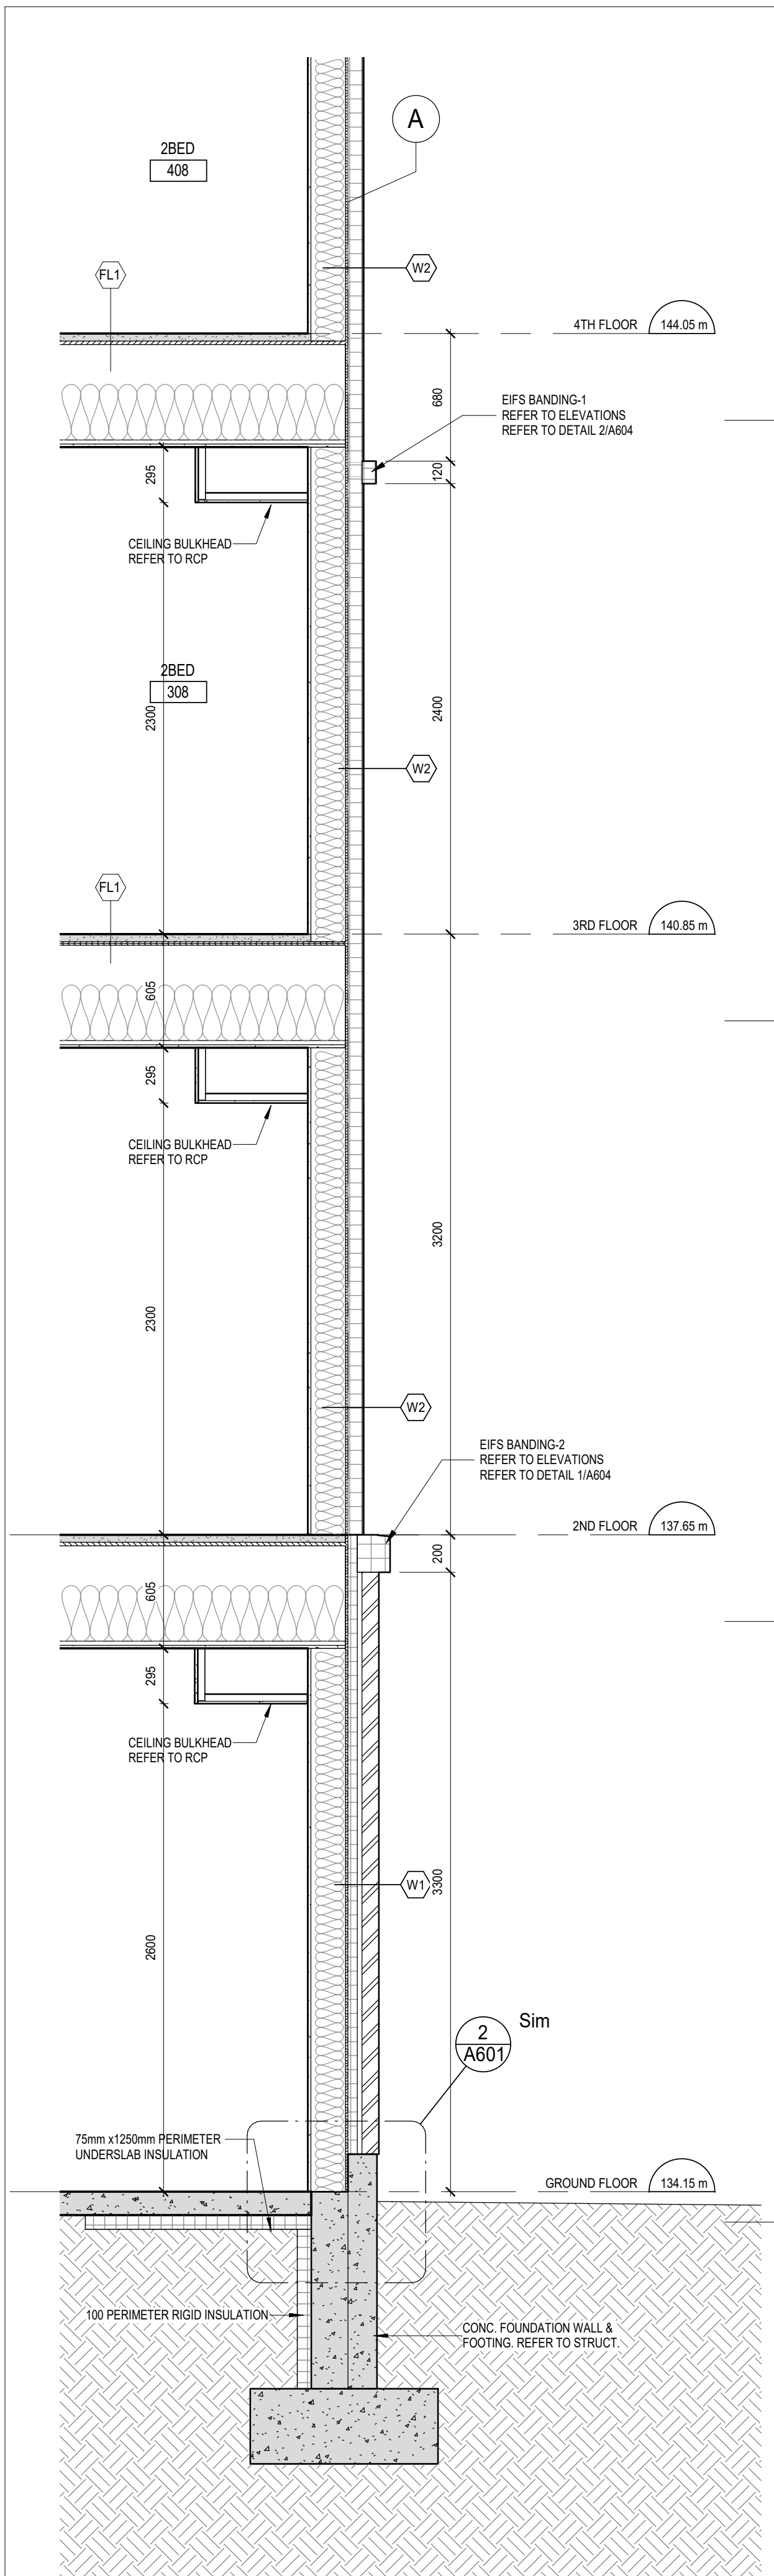 A
2BED
408
FL1
W2
4TH FLOOR 144.05 m
680
EIFS BANDING-1
REFER TO ELEVATIONS
REFER TO DETAIL 2/A604
120
295
CEILING BULKHEAD
REFER TO RCP
2BED
308
2300
2400
W2
FL1
3RD FLOOR 140.85 m
605
295
CEILING BULKHEAD
REFER TO RCP
3200
2300
W2
EIFS BANDING-2
REFER TO ELEVATIONS
REFER TO DETAIL 1/A604
2ND FLOOR 137.65 m
200
605
295
CEILING BULKHEAD
REFER TO RCP
W1
3300
2600
Sim
2
A601
75mm x1250mm PERIMETER
UNDERSLAB INSULATION
GROUND FLOOR 134.15 m
100 PERIMETER RIGID INSULATION
CONC. FOUNDATION WALL &
FOOTING. REFER TO STRUCT.